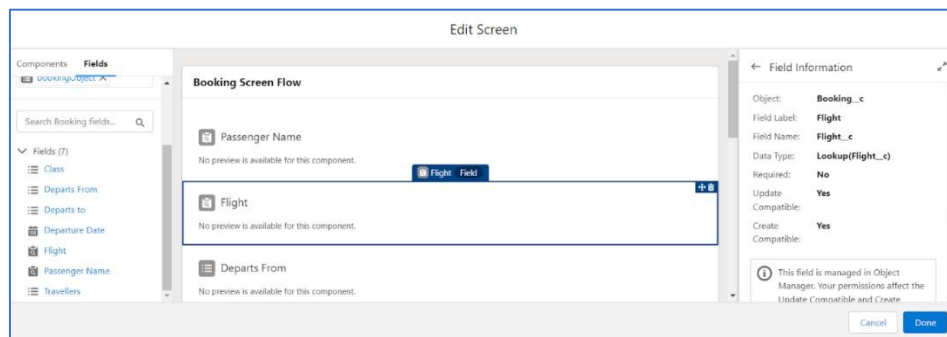 Edit Screen
Components Fields
BookingObject ×
Search Booking fields...
Fields (7)
Class
Departs From
Departs to
Departure Date
Flight
Passenger Name
Travellers
Booking Screen Flow
Passenger Name
No preview is available for this component.
Flight Field
Flight
No preview is available for this component.
Departs From
No preview is available for this component.
Field Information
Object: Booking__c
Field Label: Flight
Field Name: Flight__c
Data Type: Lookup(Flight__c)
Required: No
Update Yes
Compatible:
Create Yes
Compatible:
This field is managed in Object
Manager. Your permissions affect the
Update Compatible and Create
Cancel Done